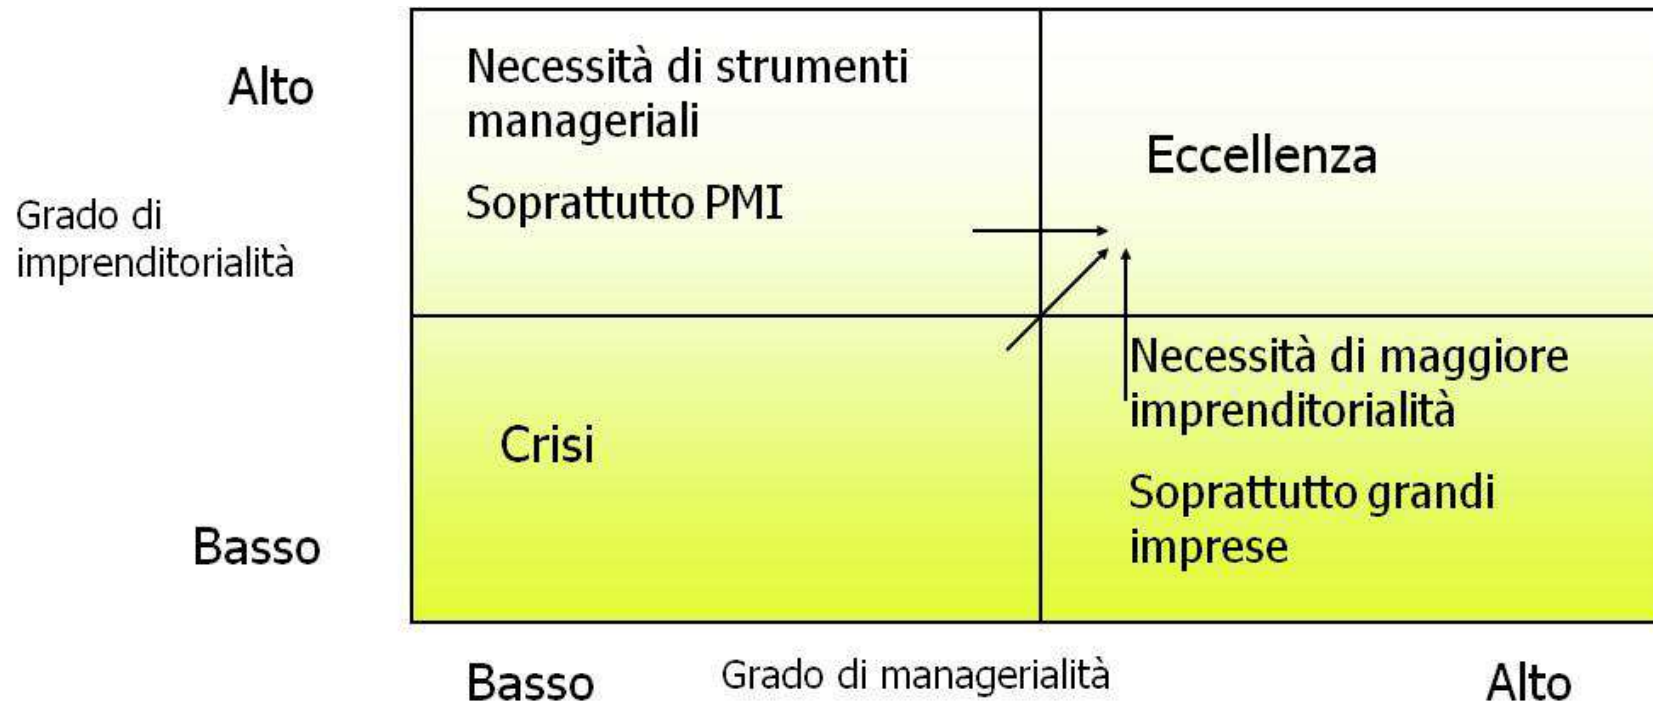 Alto
Necessità di strumenti
manageriali
Soprattutto PMI
Eccellenza
Grado di
imprenditorialità
Crisi
Necessità di maggiore
imprenditorialità
Soprattutto grandi
imprese
Basso
Basso
Grado di managerialità
Alto